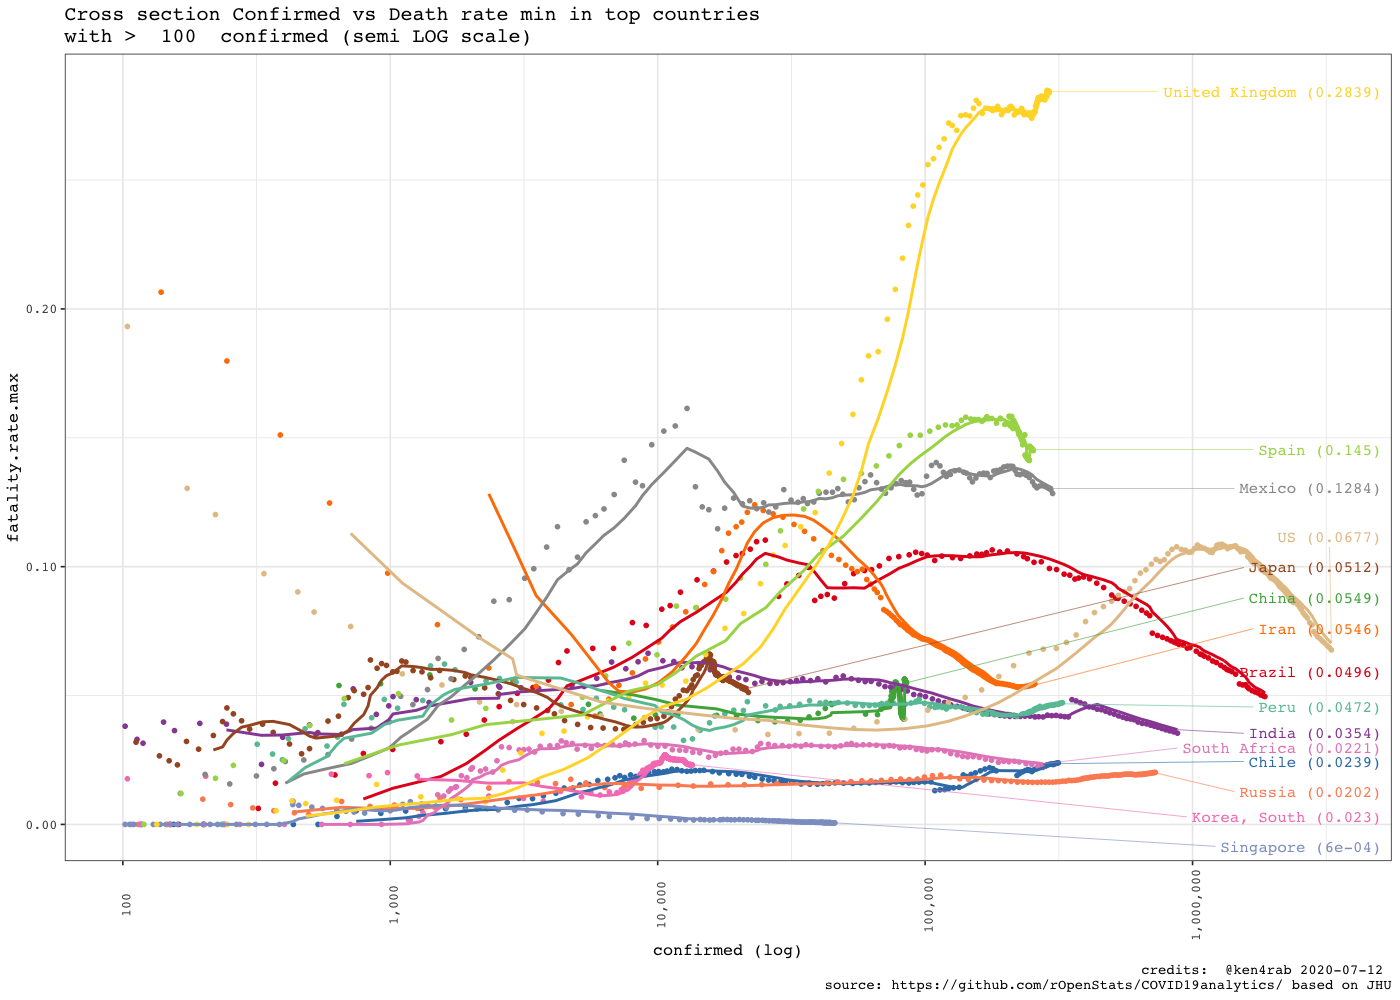 Cross section Confirmed vs Death rate min in top countries
with >  100  confirmed (semi LOG scale)
fatality.rate.max
0.20
0.10
0.00
United Kingdom (0.2839)
Spain (0.145)
Mexico (0.1284)
US (0.0677)
Japan (0.0512)
China (0.0549)
Iran (0.0546)
Brazil (0.0496)
Peru (0.0472)
India (0.0354)
South Africa (0.0221)
Chile (0.0239)
Russia (0.0202)
Korea, South (0.023)
Singapore (6e-04)
100
1,000
10,000
100,000
1,000,000
confirmed (log)
credits:  @ken4rab 2020-07-12
source: https://github.com/rOpenStats/COVID19analytics/ based on JHU